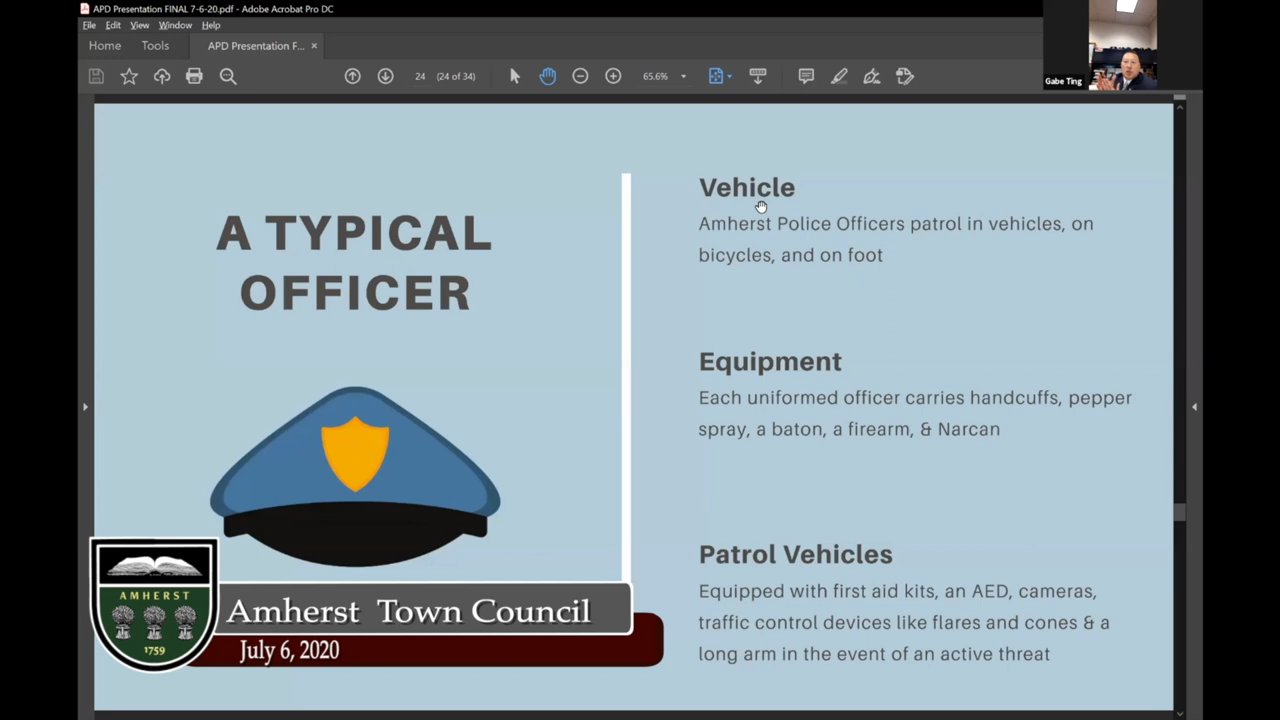 APD Presentation FINAL 7-6-20.pdf - Adobe Acrobat Pro DC
File Edit View Window Help
Home Tools APD Presentation F... ×
24 (24 of 34) 65.6%
Gabe Ting
A TYPICAL
OFFICER
Vehicle
Amherst Police Officers patrol in vehicles, on
bicycles, and on foot
Equipment
Each uniformed officer carries handcuffs, pepper
spray, a baton, a firearm, & Narcan
Patrol Vehicles
Equipped with first aid kits, an AED, cameras,
traffic control devices like flares and cones & a
long arm in the event of an active threat
AMHERST
1759
Amherst Town Council
July 6, 2020